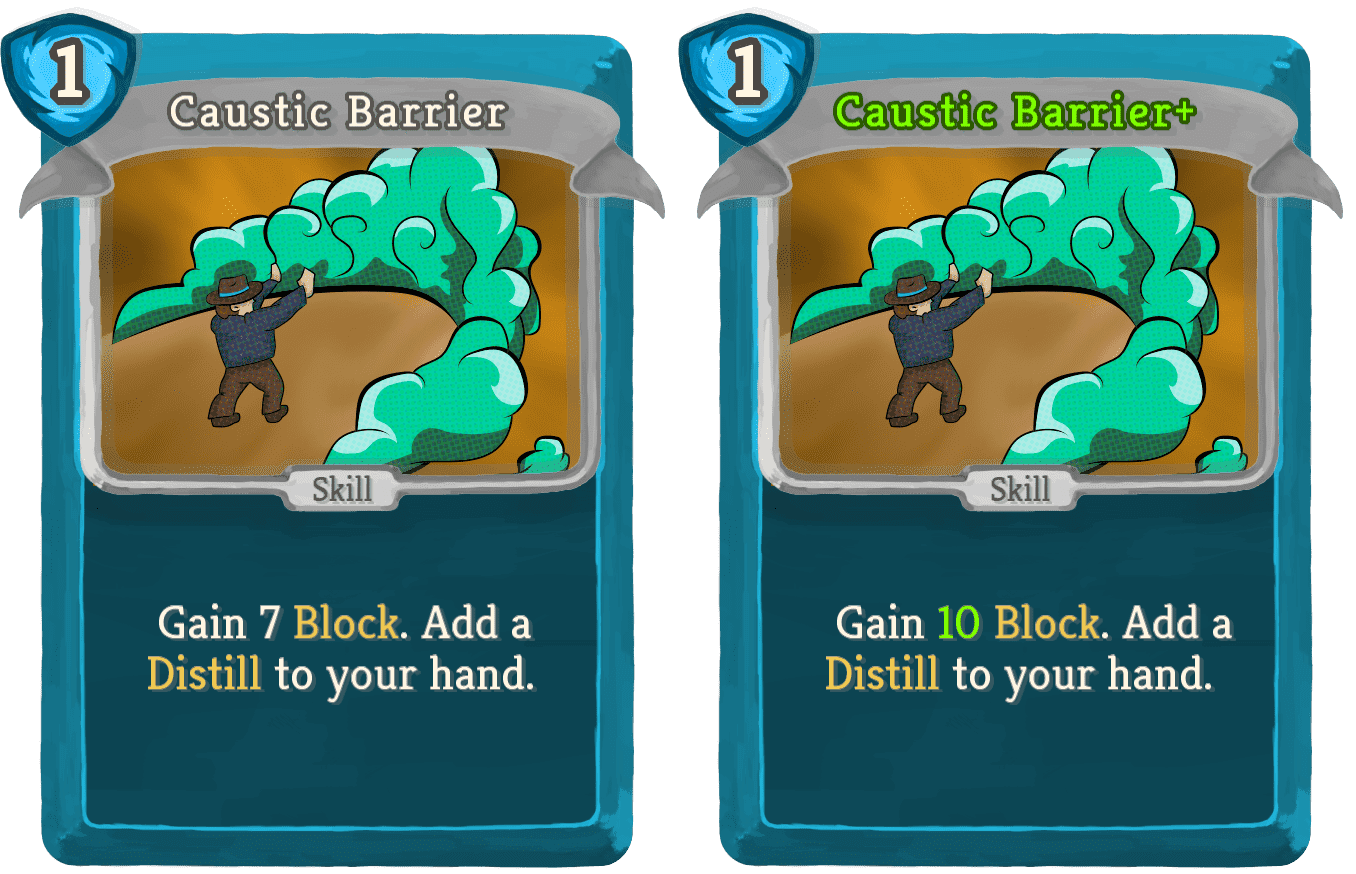 1
Caustic Barrier
Skill
Gain 7 Block. Add a
Distill to your hand.
1
Caustic Barrier+
Skill
Gain 10 Block. Add a
Distill to your hand.